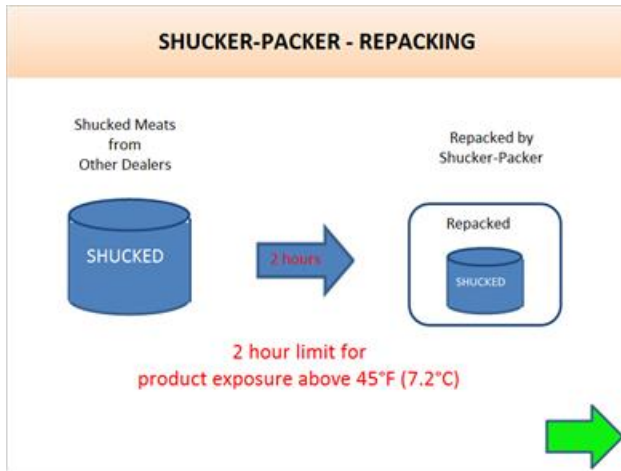 SHUCKER-PACKER - REPACKING
Shucked Meats
from
Other Dealers
SHUCKED
2 hours
Repacked by
Shucker-Packer
Repacked
SHUCKED
2 hour limit for
product exposure above 45°F (7.2°C)